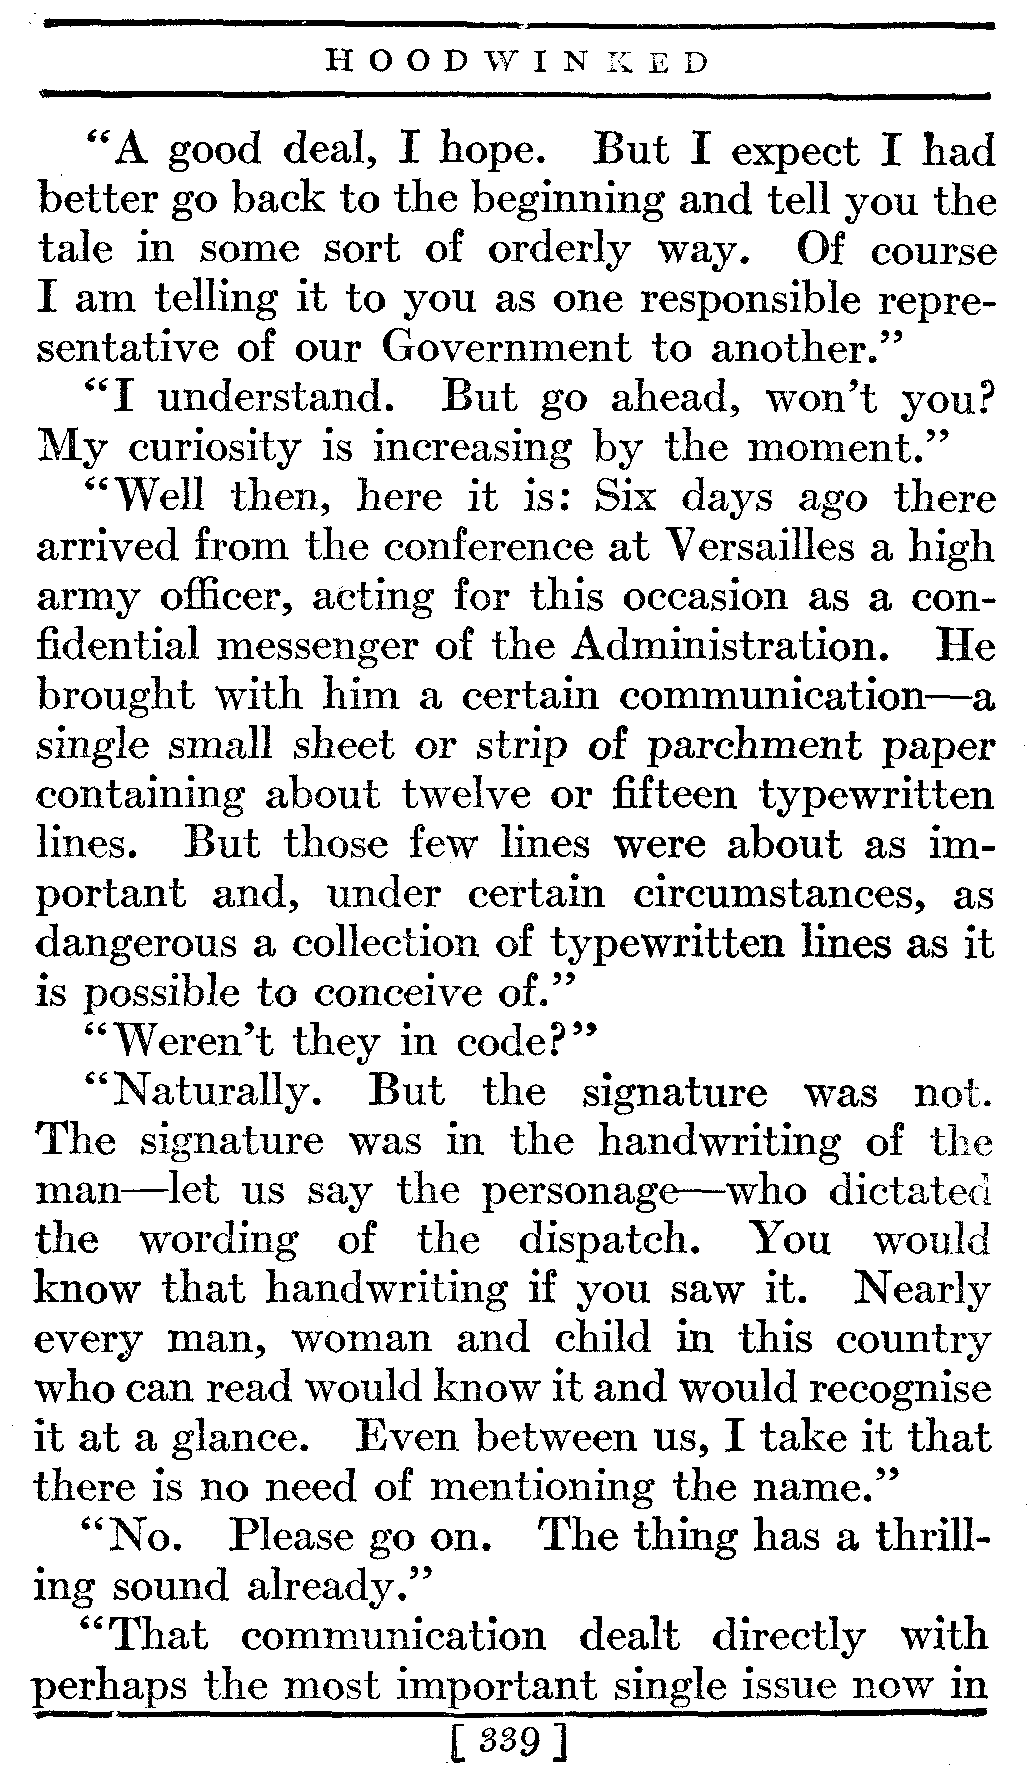 HOODWINKED
“A good deal, I hope. But I expect I had
better go back to the beginning and tell you the
tale in some sort of orderly way. Of course
I am telling it to you as one responsible repre-
sentative of our Government to another.”
“I understand. But go ahead, won’t you?
My curiosity is increasing by the moment.”
“Well then, here it is: Six days ago there
arrived from the conference at Versailles a high
army officer, acting for this occasion as a con-
fidential messenger of the Administration. He
brought with him a certain communication—a
single small sheet or strip of parchment paper
containing about twelve or fifteen typewritten
lines. But those few lines were about as im-
portant and, under certain circumstances, as
dangerous a collection of typewritten lines as it
is possible to conceive of.”
“Weren’t they in code?”
“Naturally. But the signature was not.
The signature was in the handwriting of the
man—let us say the personage—who dictated
the wording of the dispatch. You would
know that handwriting if you saw it. Nearly
every man, woman and child in this country
who can read would know it and would recognise
it at a glance. Even between us, I take it that
there is no need of mentioning the name.”
“No. Please go on. The thing has a thrill-
ing sound already.”
“That communication dealt directly with
perhaps the most important single issue now in
[ 339 ]